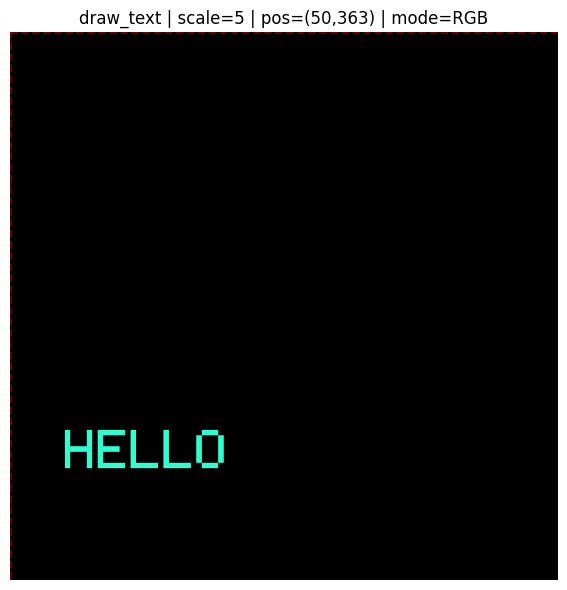 draw_text | scale=5 | pos=(50,363) | mode=RGB
HELLO